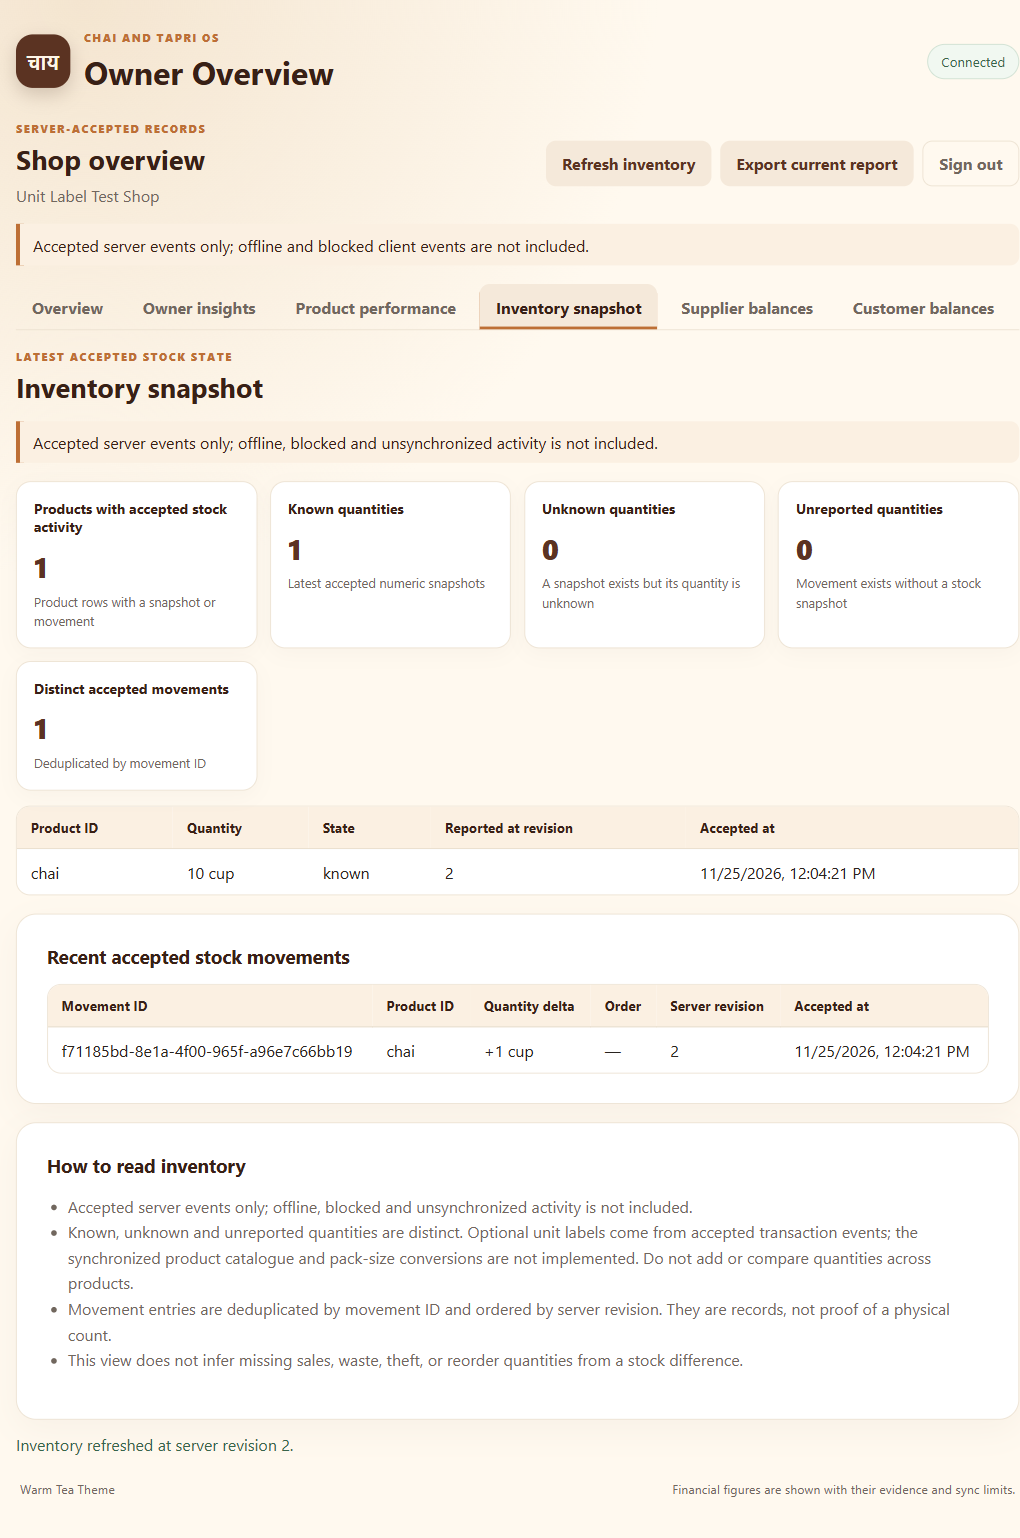 चाय
CHAI AND TAPRI OS
Owner Overview
Connected
SERVER-ACCEPTED RECORDS
Shop overview
Unit Label Test Shop
Refresh inventory
Export current report
Sign out
Accepted server events only; offline and blocked client events are not included.
Overview
Owner insights
Product performance
Inventory snapshot
Supplier balances
Customer balances
LATEST ACCEPTED STOCK STATE
Inventory snapshot
Accepted server events only; offline, blocked and unsynchronized activity is not included.
Products with accepted stock
activity
1
Product rows with a snapshot or
movement
Known quantities
1
Latest accepted numeric snapshots
Unknown quantities
0
A snapshot exists but its quantity is
unknown
Unreported quantities
0
Movement exists without a stock
snapshot
Distinct accepted movements
1
Deduplicated by movement ID
Product ID Quantity State Reported at revision Accepted at
chai 10 cup known 2 11/25/2026, 12:04:21 PM
Recent accepted stock movements
Movement ID Product ID Quantity delta Order Server revision Accepted at
f71185bd-8e1a-4f00-965f-a96e7c66bb19 chai +1 cup — 2 11/25/2026, 12:04:21 PM
How to read inventory
• Accepted server events only; offline, blocked and unsynchronized activity is not included.
• Known, unknown and unreported quantities are distinct. Optional unit labels come from accepted transaction events; the
synchronized product catalogue and pack-size conversions are not implemented. Do not add or compare quantities across
products.
• Movement entries are deduplicated by movement ID and ordered by server revision. They are records, not proof of a physical
count.
• This view does not infer missing sales, waste, theft, or reorder quantities from a stock difference.
Inventory refreshed at server revision 2.
Warm Tea Theme
Financial figures are shown with their evidence and sync limits.